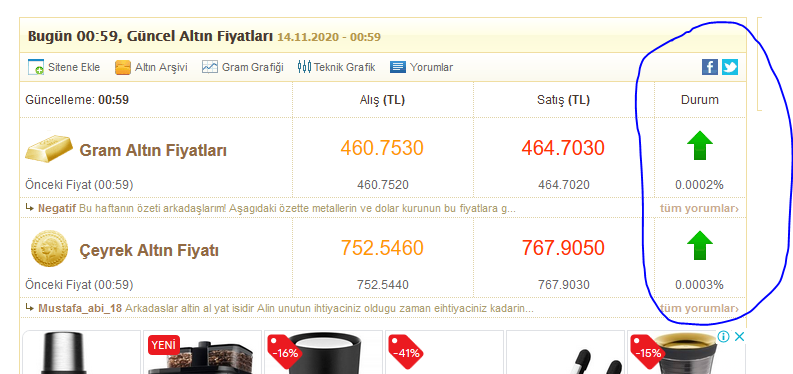 Bugün 00:59, Güncel Altın Fiyatları 14.11.2020 - 00:59
Sitene Ekle Altın Arşivi Gram Grafiği Teknik Grafik Yorumlar
Güncelleme: 00:59 Alış (TL) Satış (TL) Durum
Gram Altın Fiyatları 460.7530 464.7030
Önceki Fiyat (00:59) 460.7520 464.7020 0.0002%
Negatif Bu haftanın özeti arkadaşlarım! Aşagıdaki özette metallerin ve dolar kurunun bu fiyatlara g... tüm yorumlar›
Çeyrek Altın Fiyatı 752.5460 767.9050
Önceki Fiyat (00:59) 752.5440 767.9030 0.0003%
Mustafa_abi_18 Arkadaslar altin al yat isidir Alin unutun ihtiyaciniz oldugu zaman eihtiyaciniz kadarin... tüm yorumlar›
YENİ -16% -41% -15%